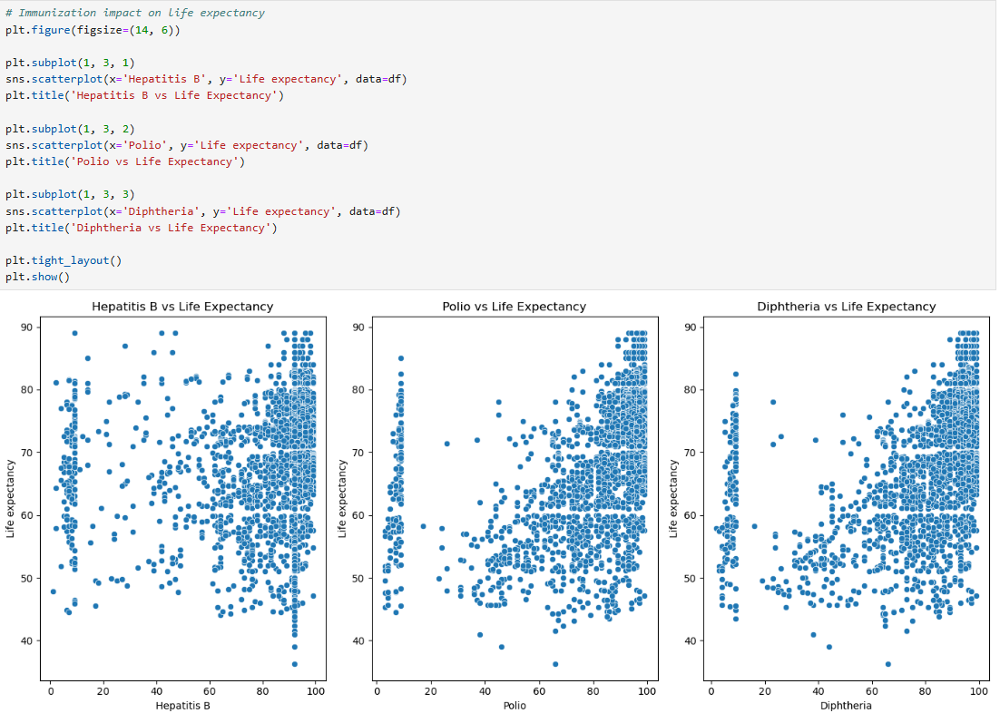 # Immunization impact on life expectancy
plt.figure(figsize=(14, 6))
plt.subplot(1, 3, 1)
sns.scatterplot(x='Hepatitis B', y='Life expectancy', data=df)
plt.title('Hepatitis B vs Life Expectancy')
plt.subplot(1, 3, 2)
sns.scatterplot(x='Polio', y='Life expectancy', data=df)
plt.title('Polio vs Life Expectancy')
plt.subplot(1, 3, 3)
sns.scatterplot(x='Diphtheria', y='Life expectancy', data=df)
plt.title('Diphtheria vs Life Expectancy')
plt.tight_layout()
plt.show()
Hepatitis B vs Life Expectancy
90
80
70
60
50
40
Life expectancy
0 20 40 60 80 100
Hepatitis B
Polio vs Life Expectancy
90
80
70
60
50
40
Life expectancy
0 20 40 60 80 100
Polio
Diphtheria vs Life Expectancy
90
80
70
60
50
40
Life expectancy
0 20 40 60 80 100
Diphtheria